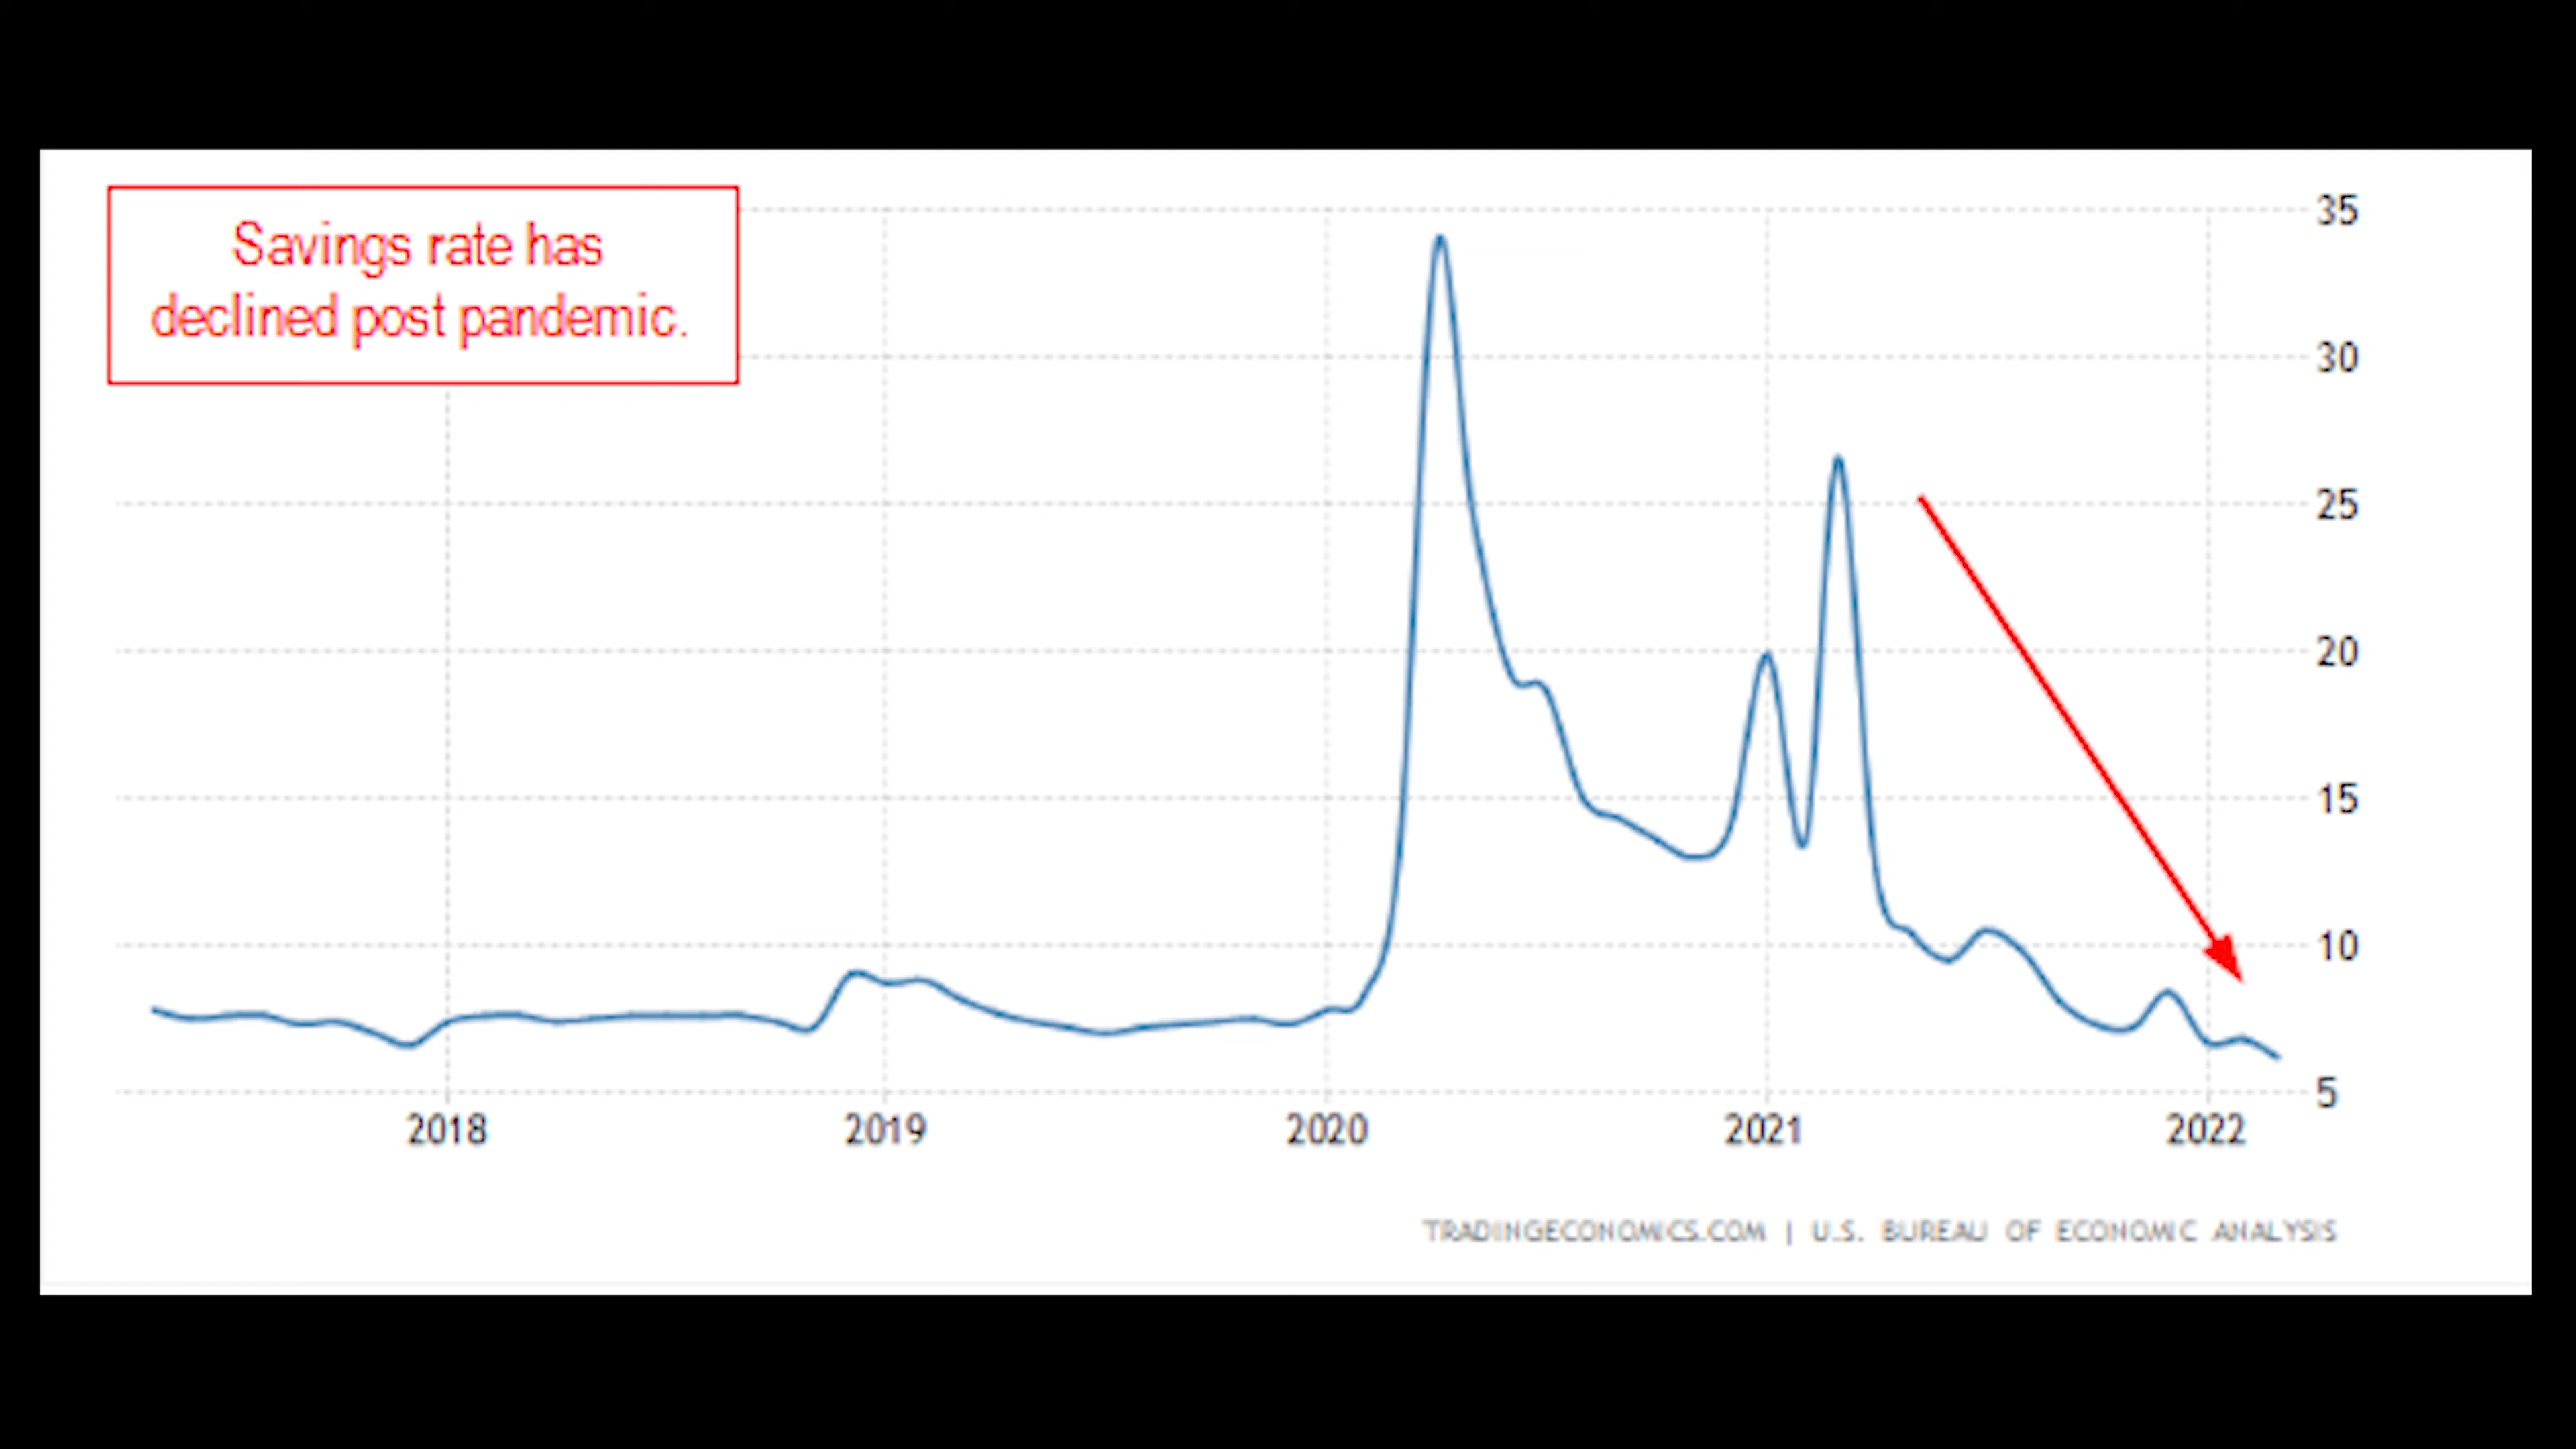 Savings rate has
declined post pandemic.
35
30
25
20
15
10
5
2018 2019 2020 2021 2022
TRADINGECONOMICS.COM | U.S. BUREAU OF ECONOMIC ANALYSIS